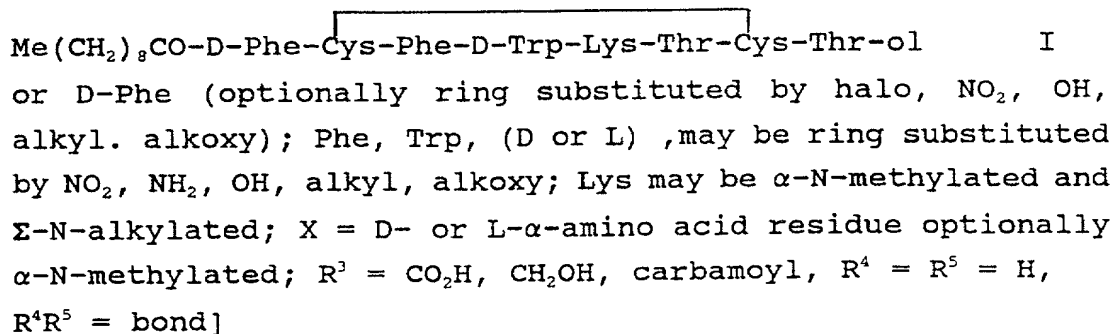 Me(CH₂)₈CO-D-Phe-Cys-Phe-D-Trp-Lys-Thr-Cys-Thr-ol I
or D-Phe (optionally ring substituted by halo, NO₂, OH,
alkyl. alkoxy); Phe, Trp, (D or L) ,may be ring substituted
by NO₂, NH₂, OH, alkyl, alkoxy; Lys may be α-N-methylated and
Σ-N-alkylated; X = D- or L-α-amino acid residue optionally
α-N-methylated; R³ = CO₂H, CH₂OH, carbamoyl, R⁴ = R⁵ = H,
R⁴R⁵ = bond]